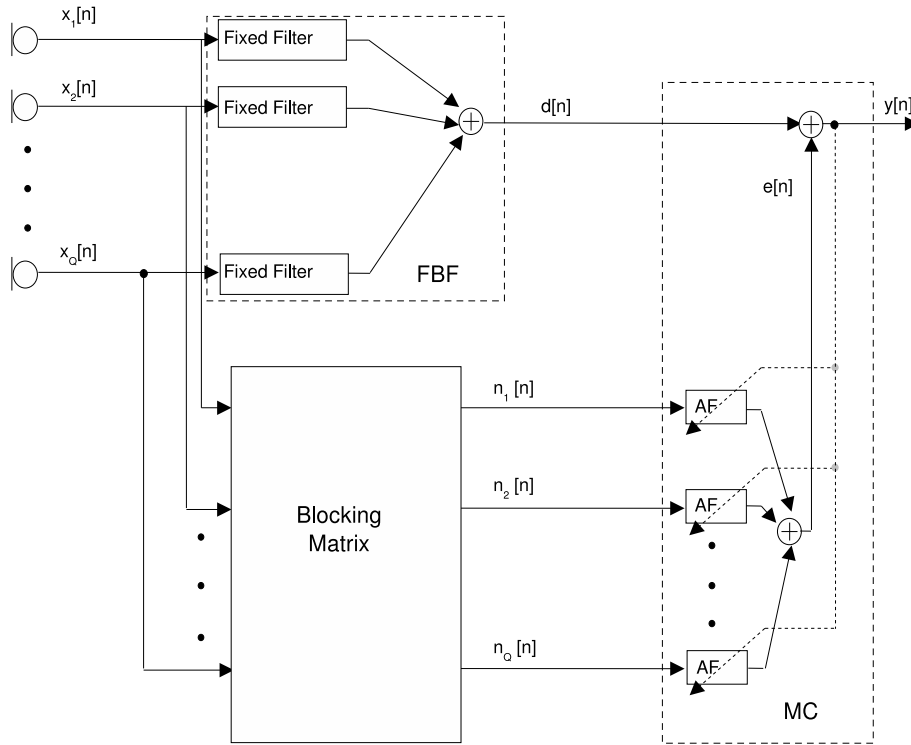 x1[n]
Fixed Filter
x2[n]
Fixed Filter
d[n]
y[n]
e[n]
xQ[n]
Fixed Filter
FBF
n1 [n]
AF
n2 [n]
AF
Blocking
Matrix
nQ [n]
AF
MC